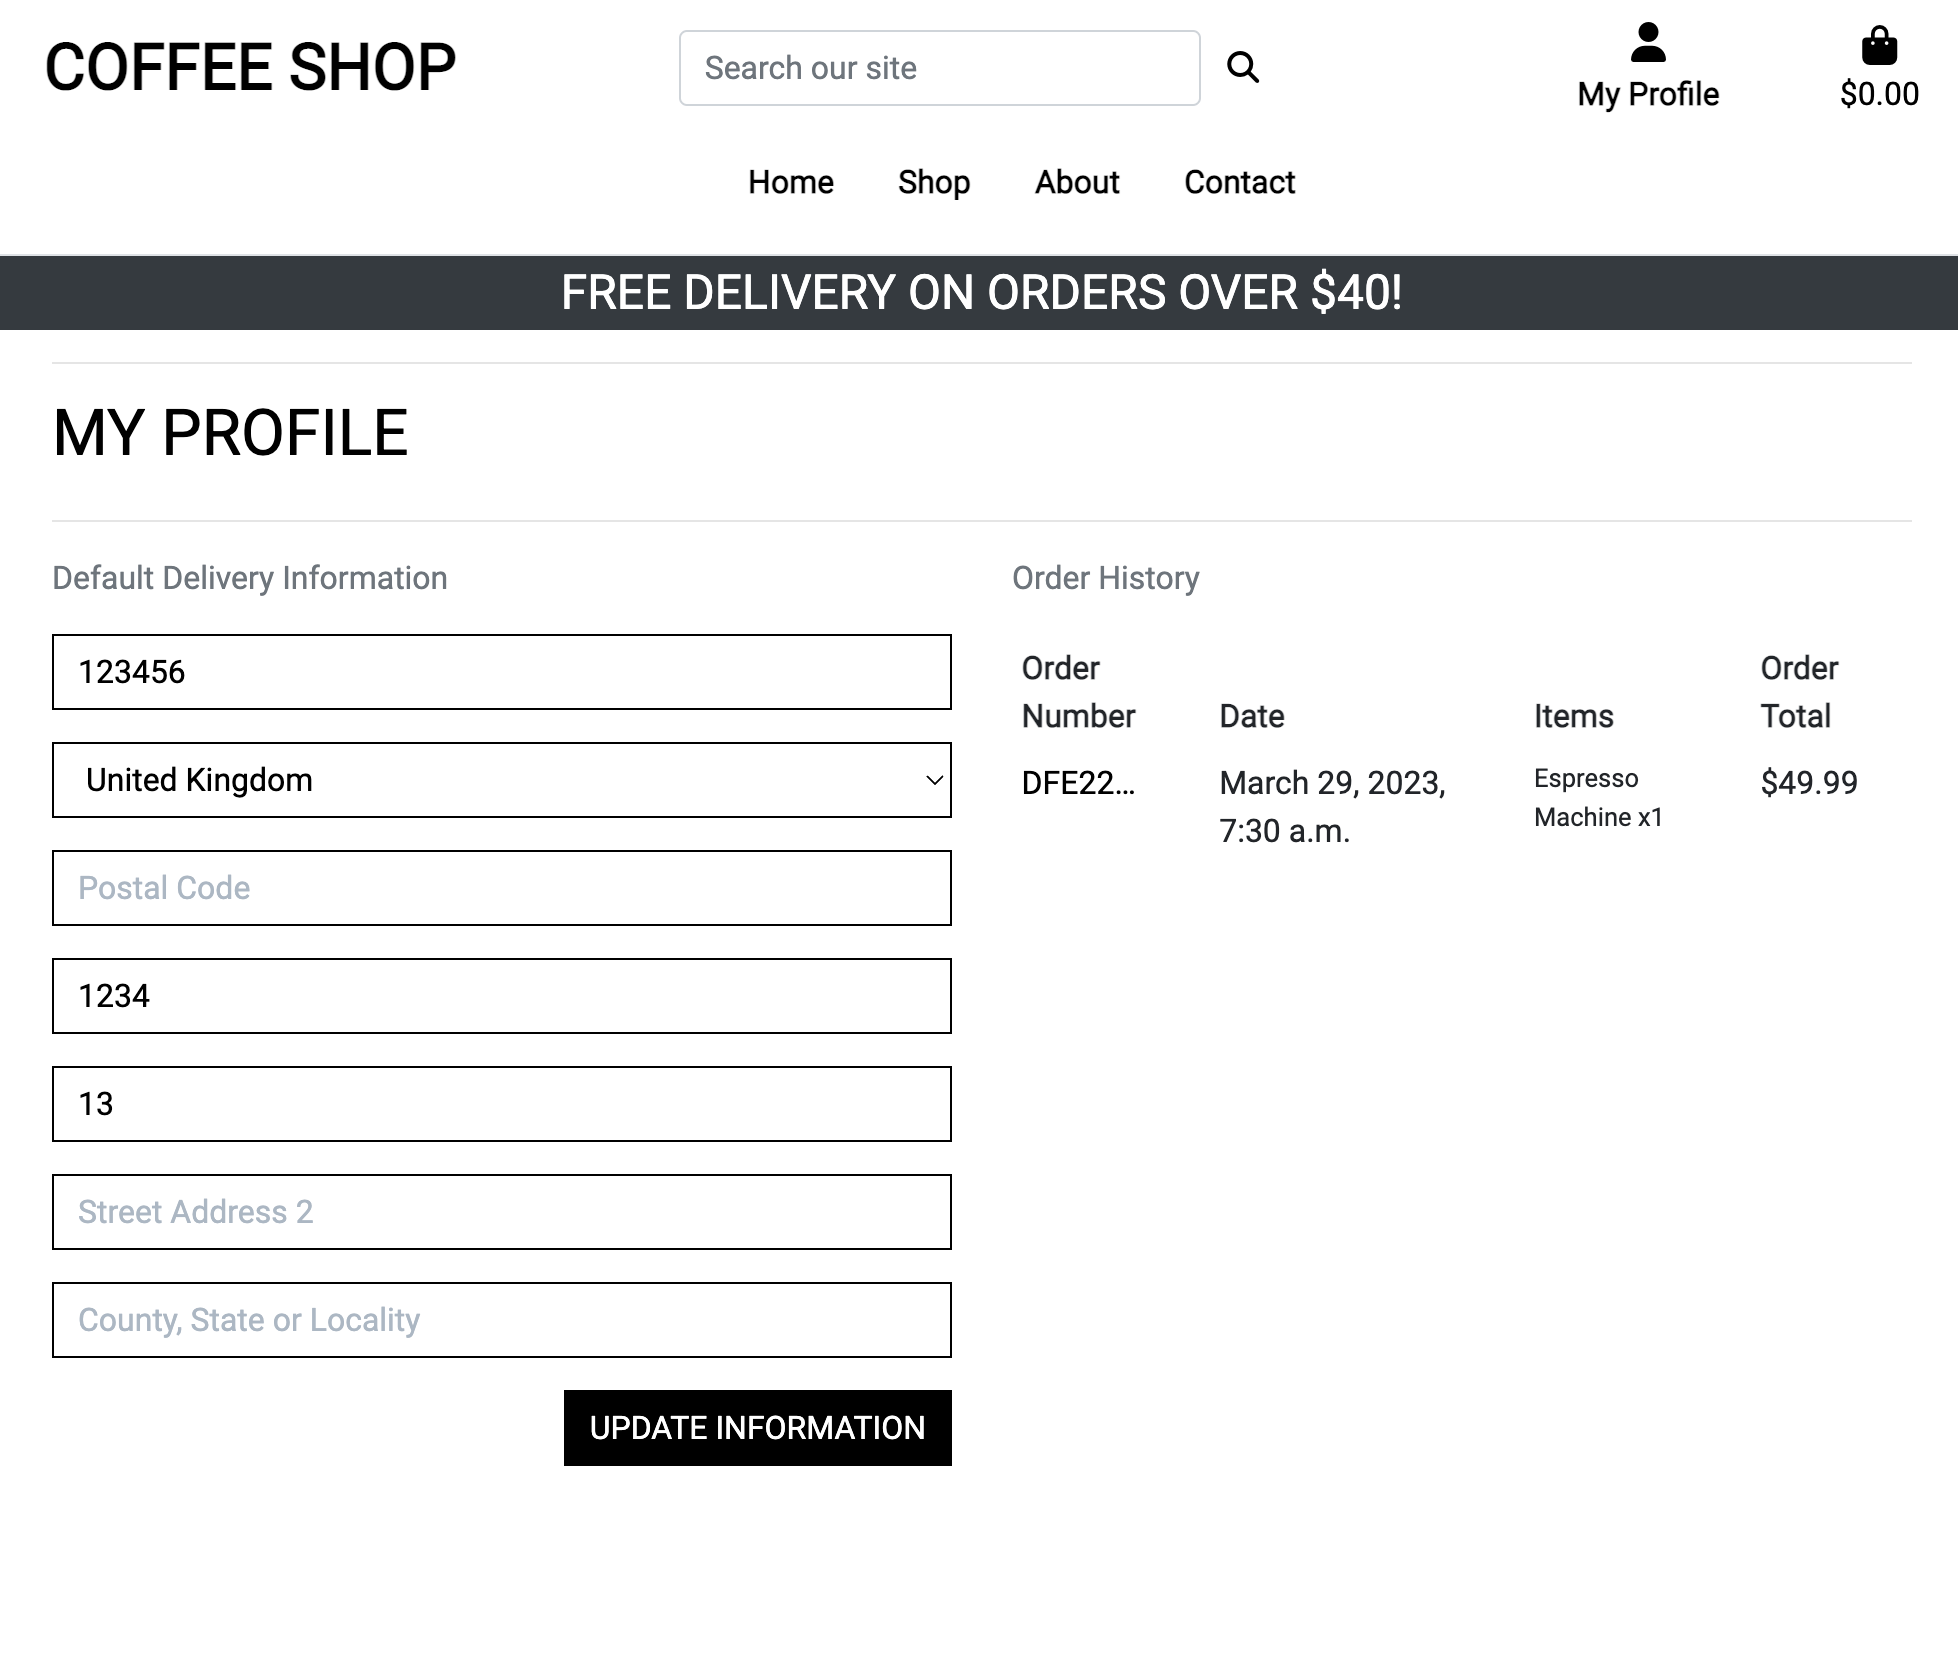 COFFEE SHOP
Search our site
My Profile
$0.00
Home Shop About Contact
FREE DELIVERY ON ORDERS OVER $40!
MY PROFILE
Default Delivery Information
123456
United Kingdom
Postal Code
1234
13
Street Address 2
County, State or Locality
UPDATE INFORMATION
Order History
Order
Number Date Items Order
Total
DFE22... March 29, 2023,
7:30 a.m. Espresso
Machine x1 $49.99